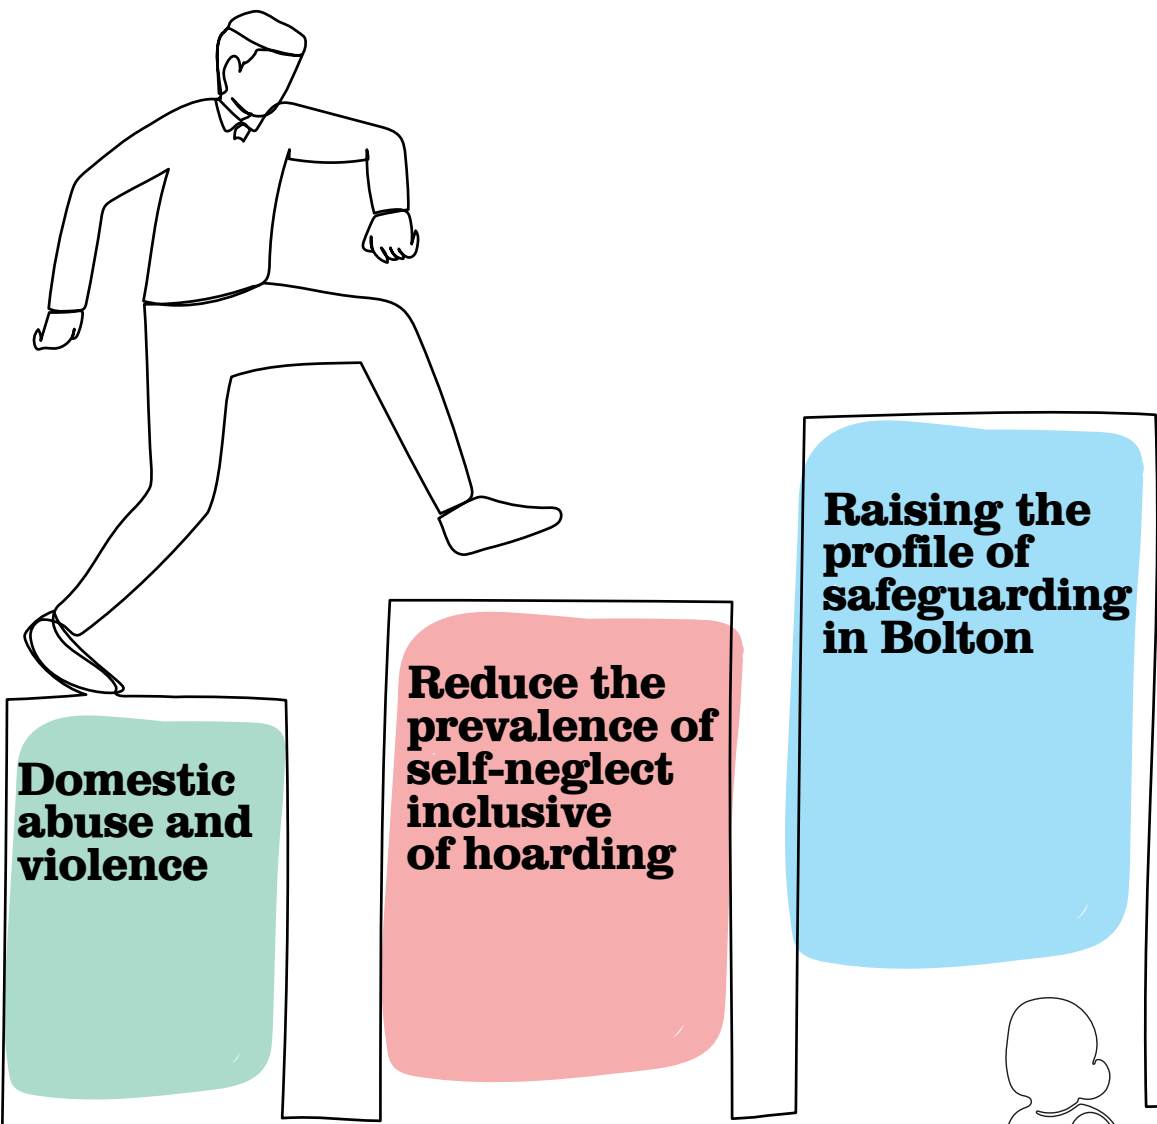 Domestic
abuse and
violence
Reduce the
prevalence of
self-neglect
inclusive
of hoarding
Raising the
profile of
safeguarding
in Bolton